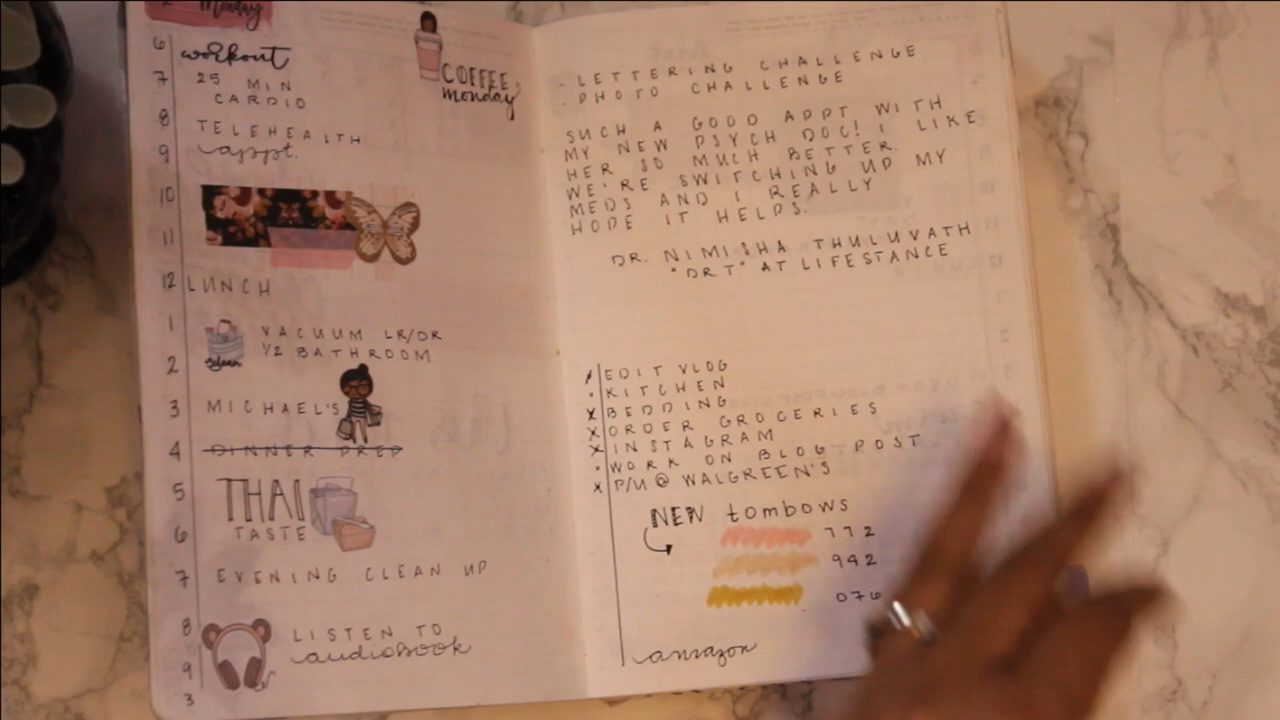 Monday
6 workout
7 25 MIN
CARDIO
8 TELEHEALTH
9 appt.
10
11
12 LUNCH
1 VACUUM LR/DR
clean 1/2 BATHROOM
2
3 MICHAEL'S
4 DINNER PREP
5 THAI
6 TASTE
7 EVENING CLEAN UP
8 LISTEN TO
9 audiobook
3
COFFEE
monday
- LETTERING CHALLENGE
- PHOTO CHALLENGE
SUCH A GOOD APPT WITH
MY NEW PSYCH DOC! I LIKE
HER SO MUCH BETTER.
WE'RE SWITCHING UP MY
MEDS AND I REALLY
HOPE IT HELPS.
DR. NIMISHA THULUVATH
"DR T" AT LIFESTANCE
/ EDIT VLOG
· KITCHEN
X BEDDING
X ORDER GROCERIES
X INSTAGRAM
· WORK ON BLOG POST
X P/U @ WALGREEN'S
NEW tombows
772
942
076
amazon